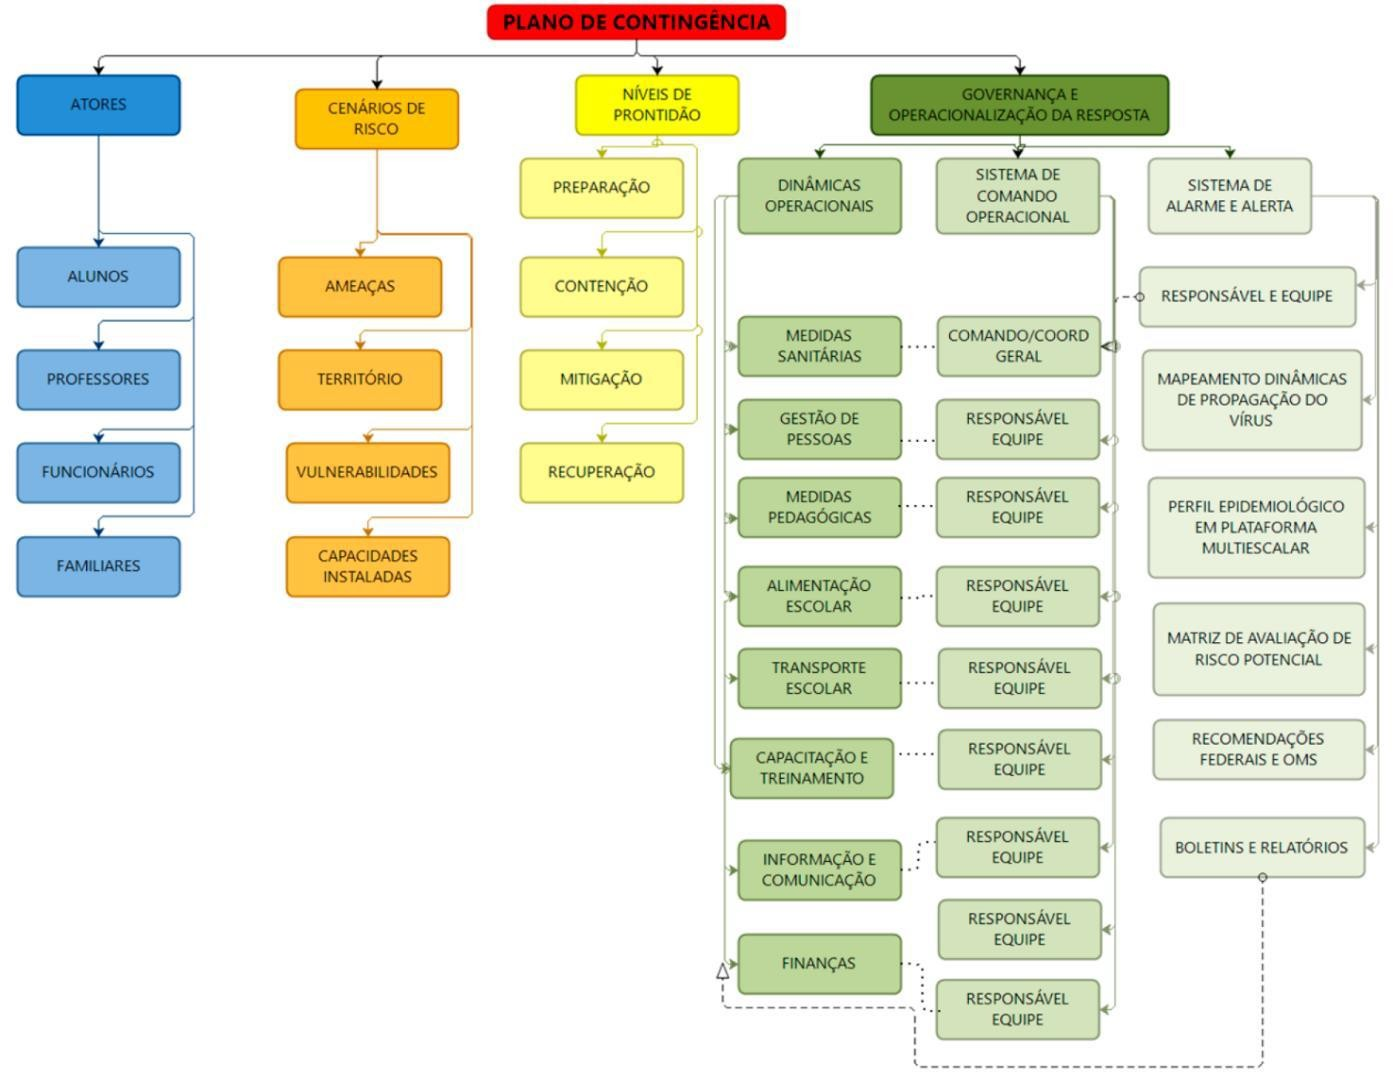 PLANO DE CONTINGÊNCIA
ATORES
CENÁRIOS DE
RISCO
NÍVEIS DE
PRONTIDÃO
GOVERNANÇA E
OPERACIONALIZAÇÃO DA RESPOSTA
ALUNOS
PROFESSORES
FUNCIONÁRIOS
FAMILIARES
AMEAÇAS
TERRITÓRIO
VULNERABILIDADES
CAPACIDADES
INSTALADAS
PREPARAÇÃO
CONTENÇÃO
MITIGAÇÃO
RECUPERAÇÃO
DINÂMICAS
OPERACIONAIS
MEDIDAS
SANITÁRIAS
GESTÃO DE
PESSOAS
MEDIDAS
PEDAGÓGICAS
ALIMENTAÇÃO
ESCOLAR
TRANSPORTE
ESCOLAR
CAPACITAÇÃO E
TREINAMENTO
INFORMAÇÃO E
COMUNICAÇÃO
FINANÇAS
SISTEMA DE
COMANDO
OPERACIONAL
COMANDO/COORD
GERAL
RESPONSÁVEL
EQUIPE
RESPONSÁVEL
EQUIPE
RESPONSÁVEL
EQUIPE
RESPONSÁVEL
EQUIPE
RESPONSÁVEL
EQUIPE
RESPONSÁVEL
EQUIPE
RESPONSÁVEL
EQUIPE
RESPONSÁVEL
EQUIPE
SISTEMA DE
ALARME E ALERTA
RESPONSÁVEL E EQUIPE
MAPEAMENTO DINÂMICAS
DE PROPAGAÇÃO DO
VÍRUS
PERFIL EPIDEMIOLÓGICO
EM PLATAFORMA
MULTIESCALAR
MATRIZ DE AVALIAÇÃO DE
RISCO POTENCIAL
RECOMENDAÇÕES
FEDERAIS E OMS
BOLETINS E RELATÓRIOS